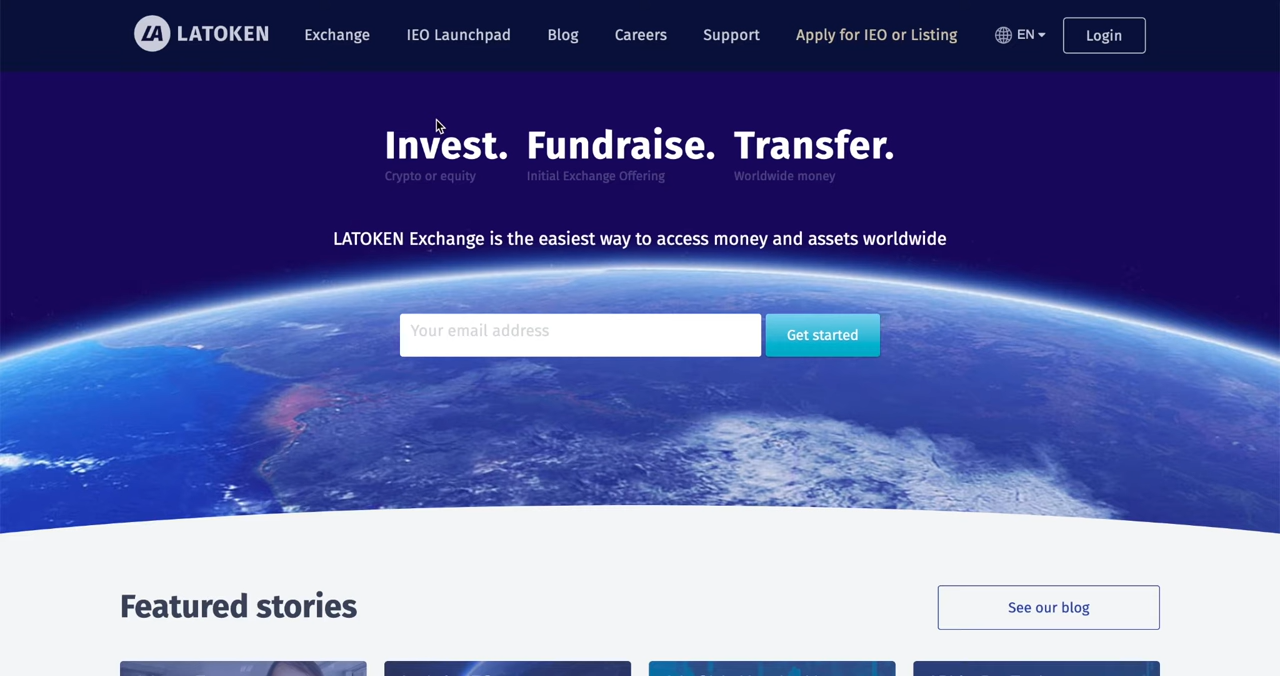 LA LATOKEN Exchange IEO Launchpad Blog Careers Support Apply for IEO or Listing EN Login
Invest. Fundraise. Transfer.
Crypto or equity Initial Exchange Offering Worldwide money
LATOKEN Exchange is the easiest way to access money and assets worldwide
Your email address Get started
Featured stories See our blog